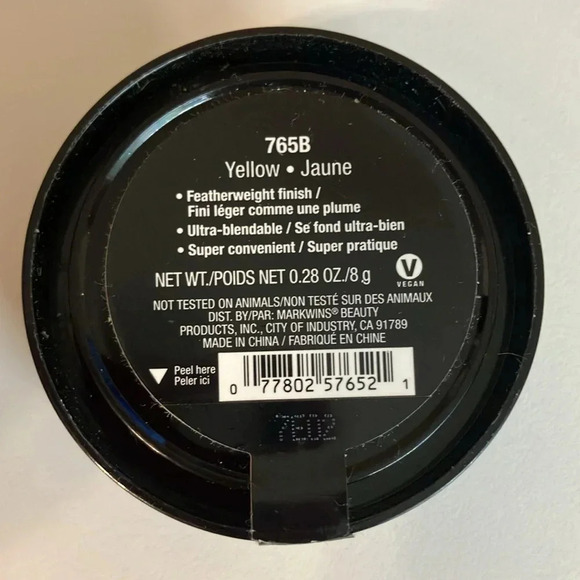 765B
Yellow • Jaune
• Featherweight finish /
Fini léger comme une plume
• Ultra-blendable / Se fond ultra-bien
• Super convenient / Super pratique
NET WT./POIDS NET 0.28 OZ./8 g
V
VEGAN
NOT TESTED ON ANIMALS/NON TESTÉ SUR DES ANIMAUX
DIST. BY/PAR: MARKWINS® BEAUTY
PRODUCTS, INC., CITY OF INDUSTRY, CA 91789
MADE IN CHINA / FABRIQUÉ EN CHINE
Peel here
Peler ici
0 77802 57652 1